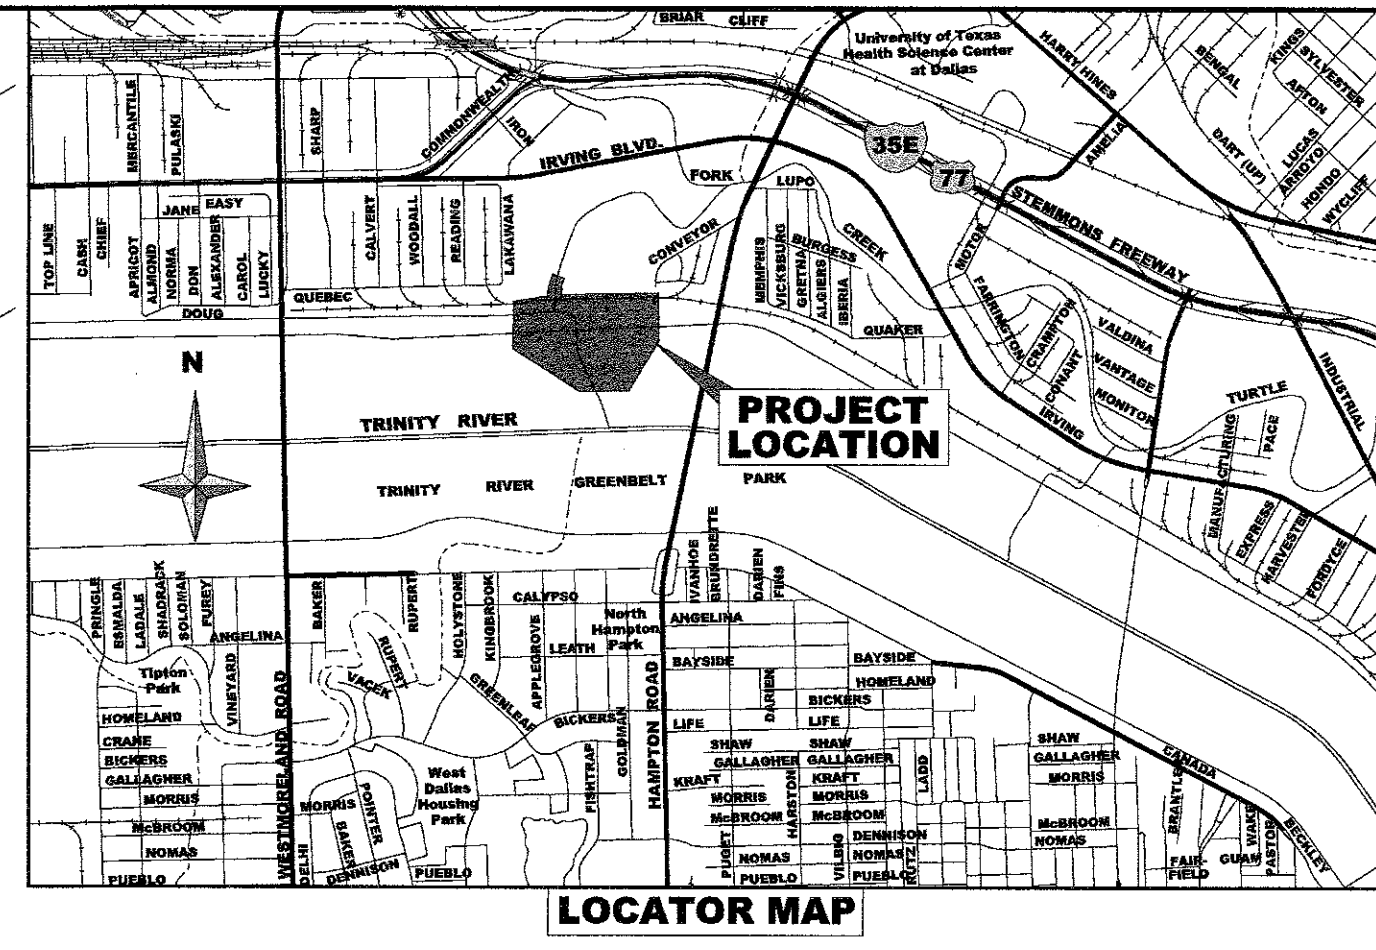 BRIAR CLIFF
University of Texas
Health Science Center
at Dallas
HARRY HINES
BENGAL
KINGS
SYLVESTER
AFTON
MERCANTILE
PULASKI
SHARP
COMMONWEALTH
IRON
IRVING BLVD.
35E
77
AMELIA
DART (UP)
LUCAS
ARROYO
HONDO
WYCLIFF
FORK
LUPO
STEMMONS FREEWAY
TOP LINE
CASH
CHIEF
JANE
EASY
APRICOT
ALMOND
NORMA
DON
ALEXANDER
CAROL
LUCKY
CALVERT
WOODALL
READING
LAKAWANA
CONVEYOR
MEMPHIS
VICKSBURG
GRETNA
ALGIERS
IBERIA
BURGESS
CREEK
MOTOR
QUEBEC
DOUG
QUAKER
FARRINGTON
CRAMPTON
CONANT
VALDINA
VANTAGE
MONITOR
IRVING
TURTLE
INDUSTRIAL
N
TRINITY RIVER
PROJECT
LOCATION
MANUFACTURING
PACE
TRINITY RIVER GREENBELT PARK
EXPRESS
MARVESTER
FORDYCE
PRINGLE
ESMALDA
LADALE
SHADRACK
SOLOMAN
FUREY
ANGELINA
BAKER
RUPERT
HOLYSTONE
KINGBROOK
CALYPSO
IVANHOE
BRUNDRETTE
DARIEN
FINS
APPLEGROVE
LEATH
North
Hampton
Park
ANGELINA
Tipton
Park
VINEYARD
RUPERT
VACEK
GREENLEAF
BAYSIDE
BAYSIDE
HOMELAND
DARIEN
BICKERS
HOMELAND
CRANE
BICKERS
GALLAGHER
MORRIS
McBROOM
NOMAS
PUEBLO
WESTMORELAND ROAD
BICKERS
GOLDMAN
HAMPTON ROAD
LIFE
LIFE
SHAW
SHAW
GALLAGHER
GALLAGHER
KRAFT
KRAFT
MORRIS
MORRIS
McBROOM
McBROOM
HARSTON
LADD
SHAW
GALLAGHER
MORRIS
CANADA
West
Dallas
Housing
Park
FISHTRAP
MORRIS
POINTER
BAKER
DELHI
DENNISON
PUEBLO
PUGET
NOMAS
PUEBLO
VILBIG
DENNISON
NOMAS
PUEBLO
RUTZ
McBROOM
NOMAS
FAIR-
FIELD
GUAM
PASTOR
BECKLEY
LOCATOR MAP